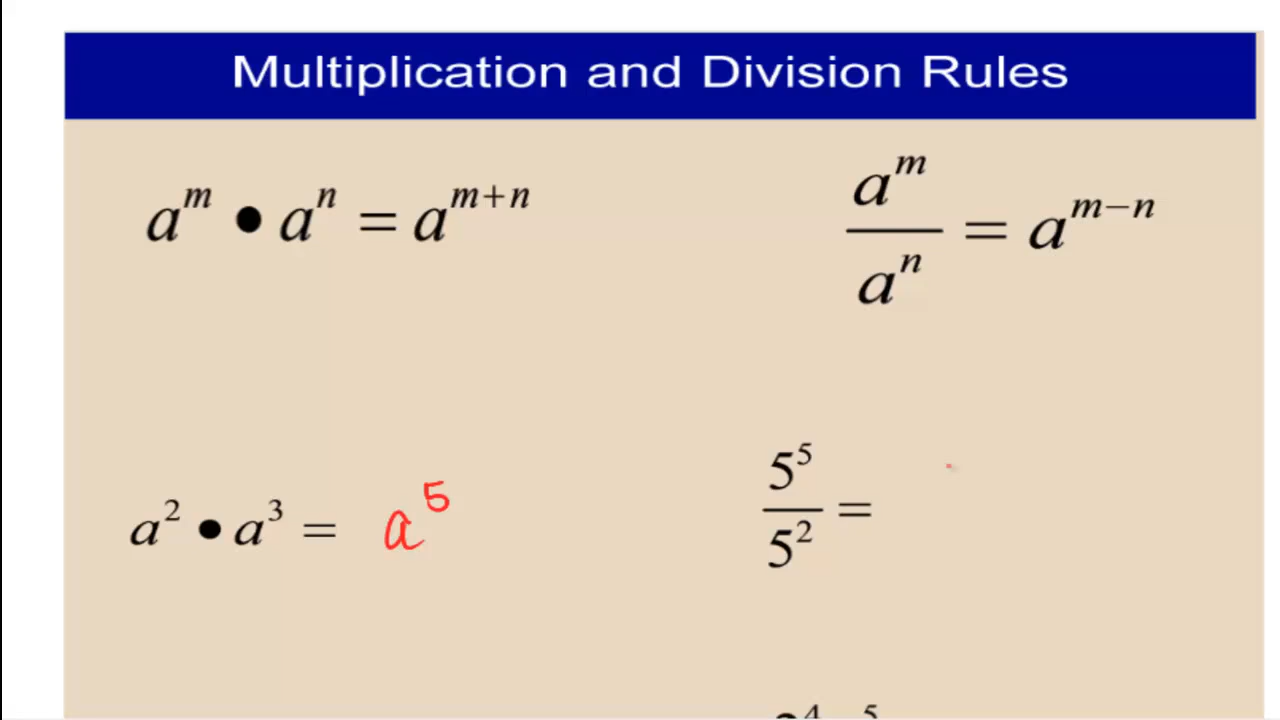 Multiplication and Division Rules
a^m • a^n = a^{m+n}
a^m / a^n = a^{m−n}
a^2 • a^3 = a^5
5^5 / 5^2 =